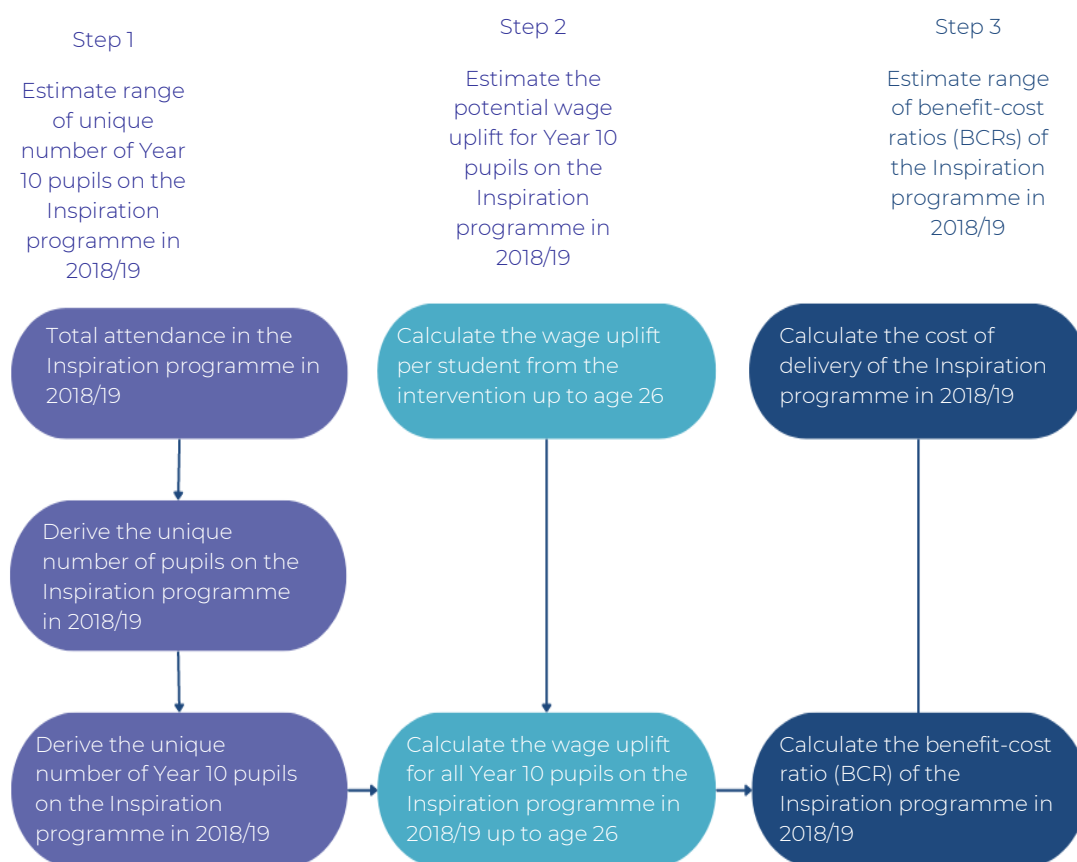 Step 1
Estimate range
of unique
number of Year
10 pupils on the
Inspiration
programme in
2018/19
Step 2
Estimate the
potential wage
uplift for Year 10
pupils on the
Inspiration
programme in
2018/19
Step 3
Estimate range
of benefit-cost
ratios (BCRs) of
the Inspiration
programme in
2018/19
Total attendance in the
Inspiration programme in
2018/19
Derive the unique
number of pupils on the
Inspiration programme
in 2018/19
Derive the unique
number of Year 10 pupils
on the Inspiration
programme in 2018/19
Calculate the wage uplift
per student from the
intervention up to age 26
Calculate the wage uplift
for all Year 10 pupils on the
Inspiration programme in
2018/19 up to age 26
Calculate the cost of
delivery of the Inspiration
programme in 2018/19
Calculate the benefit-cost
ratio (BCR) of the
Inspiration programme in
2018/19